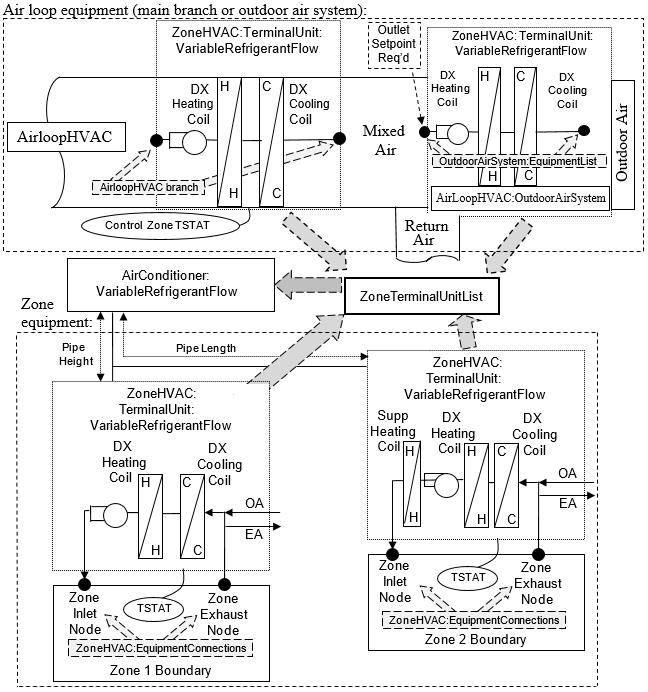 Air loop equipment (main branch or outdoor air system):
ZoneHVAC:TerminalUnit:
VariableRefrigerantFlow
Outlet
Setpoint
Req'd
ZoneHVAC:TerminalUnit:
VariableRefrigerantFlow
DX
Heating
Coil
H
H
C
C
DX
Cooling
Coil
DX
Heating
Coil
H
H
C
C
DX
Cooling
Coil
AirloopHVAC
Mixed
Air
Outdoor Air
OutdoorAirSystem:EquipmentList
AirloopHVAC branch
AirLoopHVAC:OutdoorAirSystem
Control Zone TSTAT
Return
Air
AirConditioner:
VariableRefrigerantFlow
ZoneTerminalUnitList
Zone
equipment:
Pipe
Height
Pipe Length
ZoneHVAC:
TerminalUnit:
VariableRefrigerantFlow
DX
Heating
Coil
DX
Cooling
Coil
H
H
C
C
OA
EA
Zone
Inlet
Node
TSTAT
Zone
Exhaust
Node
ZoneHVAC:EquipmentConnections
Zone 1 Boundary
ZoneHVAC:
TerminalUnit:
VariableRefrigerantFlow
Supp
Heating
Coil
DX
Heating
Coil
DX
Cooling
Coil
H
H
H
H
C
C
OA
EA
Zone
Inlet
Node
TSTAT
Zone
Exhaust
Node
ZoneHVAC:EquipmentConnections
Zone 2 Boundary